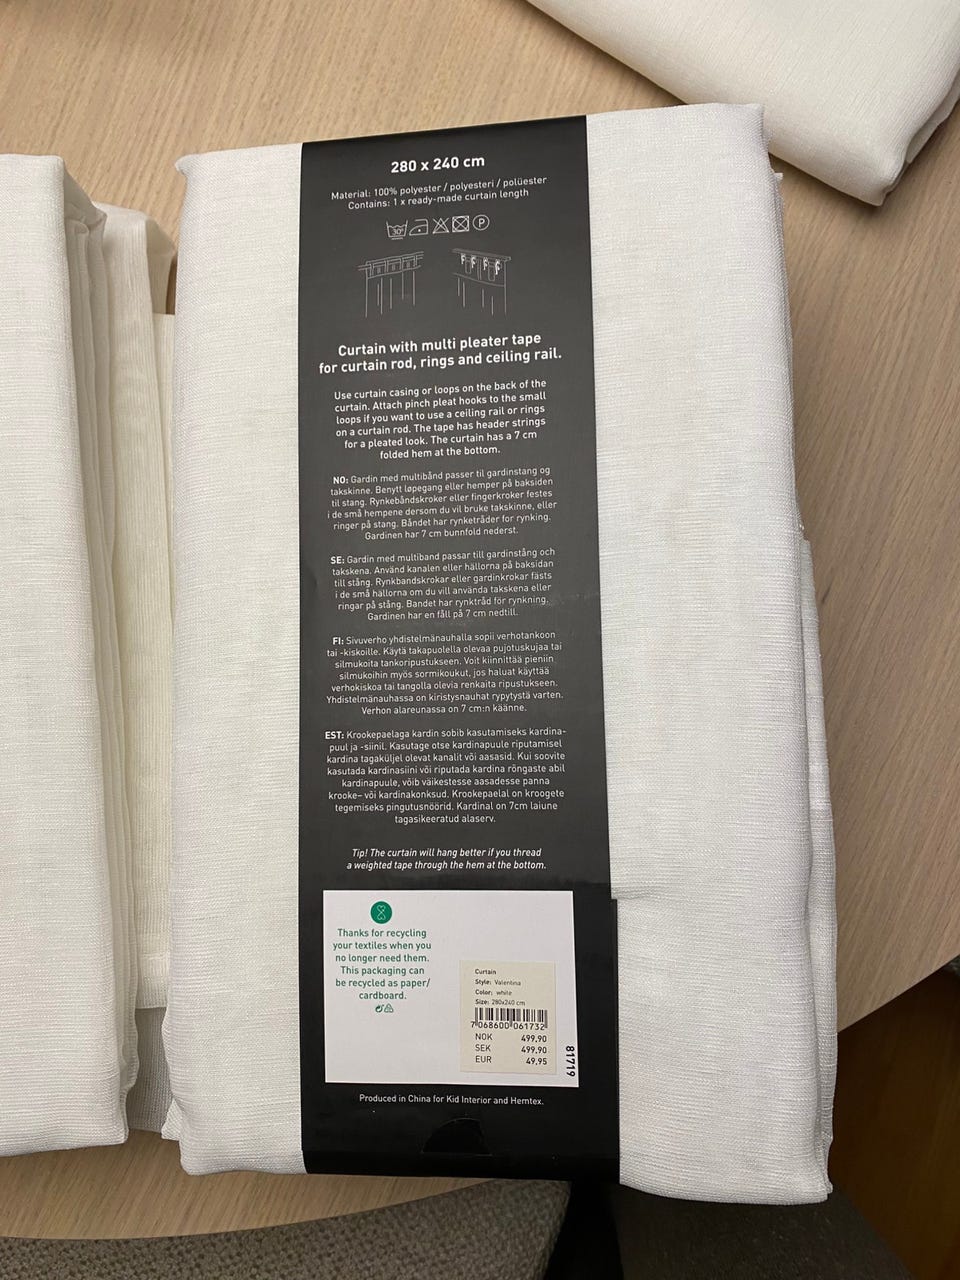 280 x 240 cm
Material: 100% polyester / polyesteri / polüester
Contains: 1 x ready-made curtain length
30°
P
Curtain with multi pleater tape
for curtain rod, rings and ceiling rail.
Use curtain casing or loops on the back of the
curtain. Attach pinch pleat hooks to the small
loops if you want to use a ceiling rail or rings
on a curtain rod. The tape has header strings
for a pleated look. The curtain has a 7 cm
folded hem at the bottom.
NO: Gardin med multibånd passer til gardinstang og
takskinne. Benytt løpegang eller hemper på baksiden
til stang. Rynkebåndskroker eller fingerkroker festes
i de små hempene dersom du vil bruke takskinne, eller
ringer på stang. Båndet har rynketråder for rynking.
Gardinen har 7 cm bunnfold nederst.
SE: Gardin med multiband passar till gardinstång och
takskena. Använd kanalen eller hällorna på baksidan
till stång. Rynkbandskrokar eller gardinkrokar fästs
i de små hällorna om du vill använda takskena eller
ringar på stång. Bandet har rynktråd för rynkning.
Gardinen har en fåll på 7 cm nedtill.
FI: Sivuverho yhdistelmänauhalla sopii verhotankoon
tai -kiskoille. Käytä takapuolella olevaa pujotuskujaa tai
silmukoita tankoripustukseen. Voit kiinnittää pieniin
silmukoihin myös sormikoukut, jos haluat käyttää
verhokiskoa tai tangolla olevia renkaita ripustukseen.
Yhdistelmänauhassa on kiristysnauhat rypytystä varten.
Verhon alareunassa on 7 cm:n käänne.
EST: Krookepaelaga kardin sobib kasutamiseks kardina-
puul ja -siinil. Kasutage otse kardinapuule riputamisel
kardina tagaküljel olevat kanalit või aasasid. Kui soovite
kasutada kardinasiini või riputada kardina rõngaste abil
kardinapuule, võib väikestesse aasadesse panna
krooke– või kardinakonksud. Krookepaelal on kroogete
tegemiseks pingutusnöörid. Kardinal on 7cm laiune
tagasikeeratud alaserv.
Tip! The curtain will hang better if you thread
a weighted tape through the hem at the bottom.
Thanks for recycling
your textiles when you
no longer need them.
This packaging can
be recycled as paper/
cardboard.
Curtain
Style: Valentina
Color: white
Size: 280x240 cm
7 068600 061732
NOK 499,90
SEK 499,90
EUR 49,95
81719
Produced in China for Kid Interior and Hemtex.